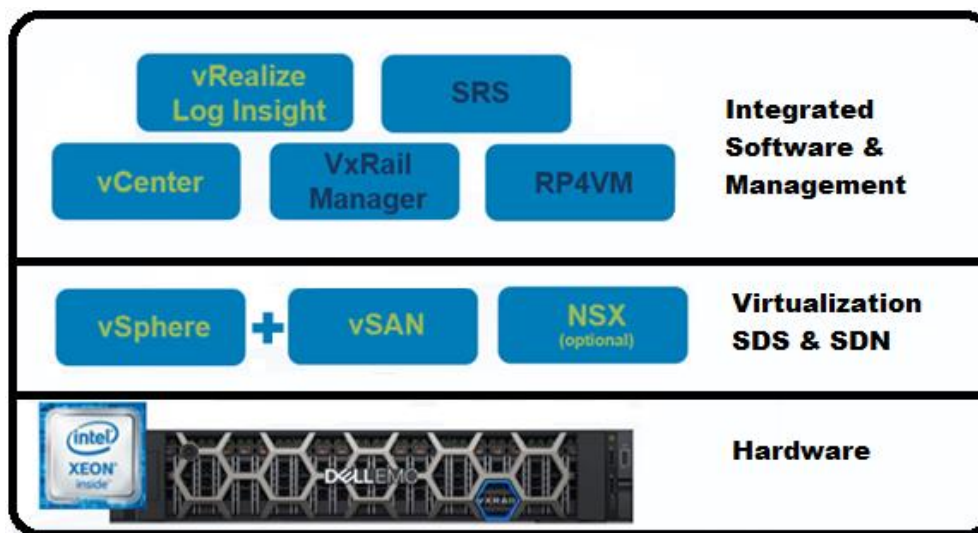 vRealize
Log Insight
SRS
vCenter
VxRail
Manager
RP4VM
Integrated
Software &
Management
vSphere
vSAN
NSX
(optional)
Virtualization
SDS & SDN
intel
XEON
inside
DELLEMC
VXRAIL
Hardware